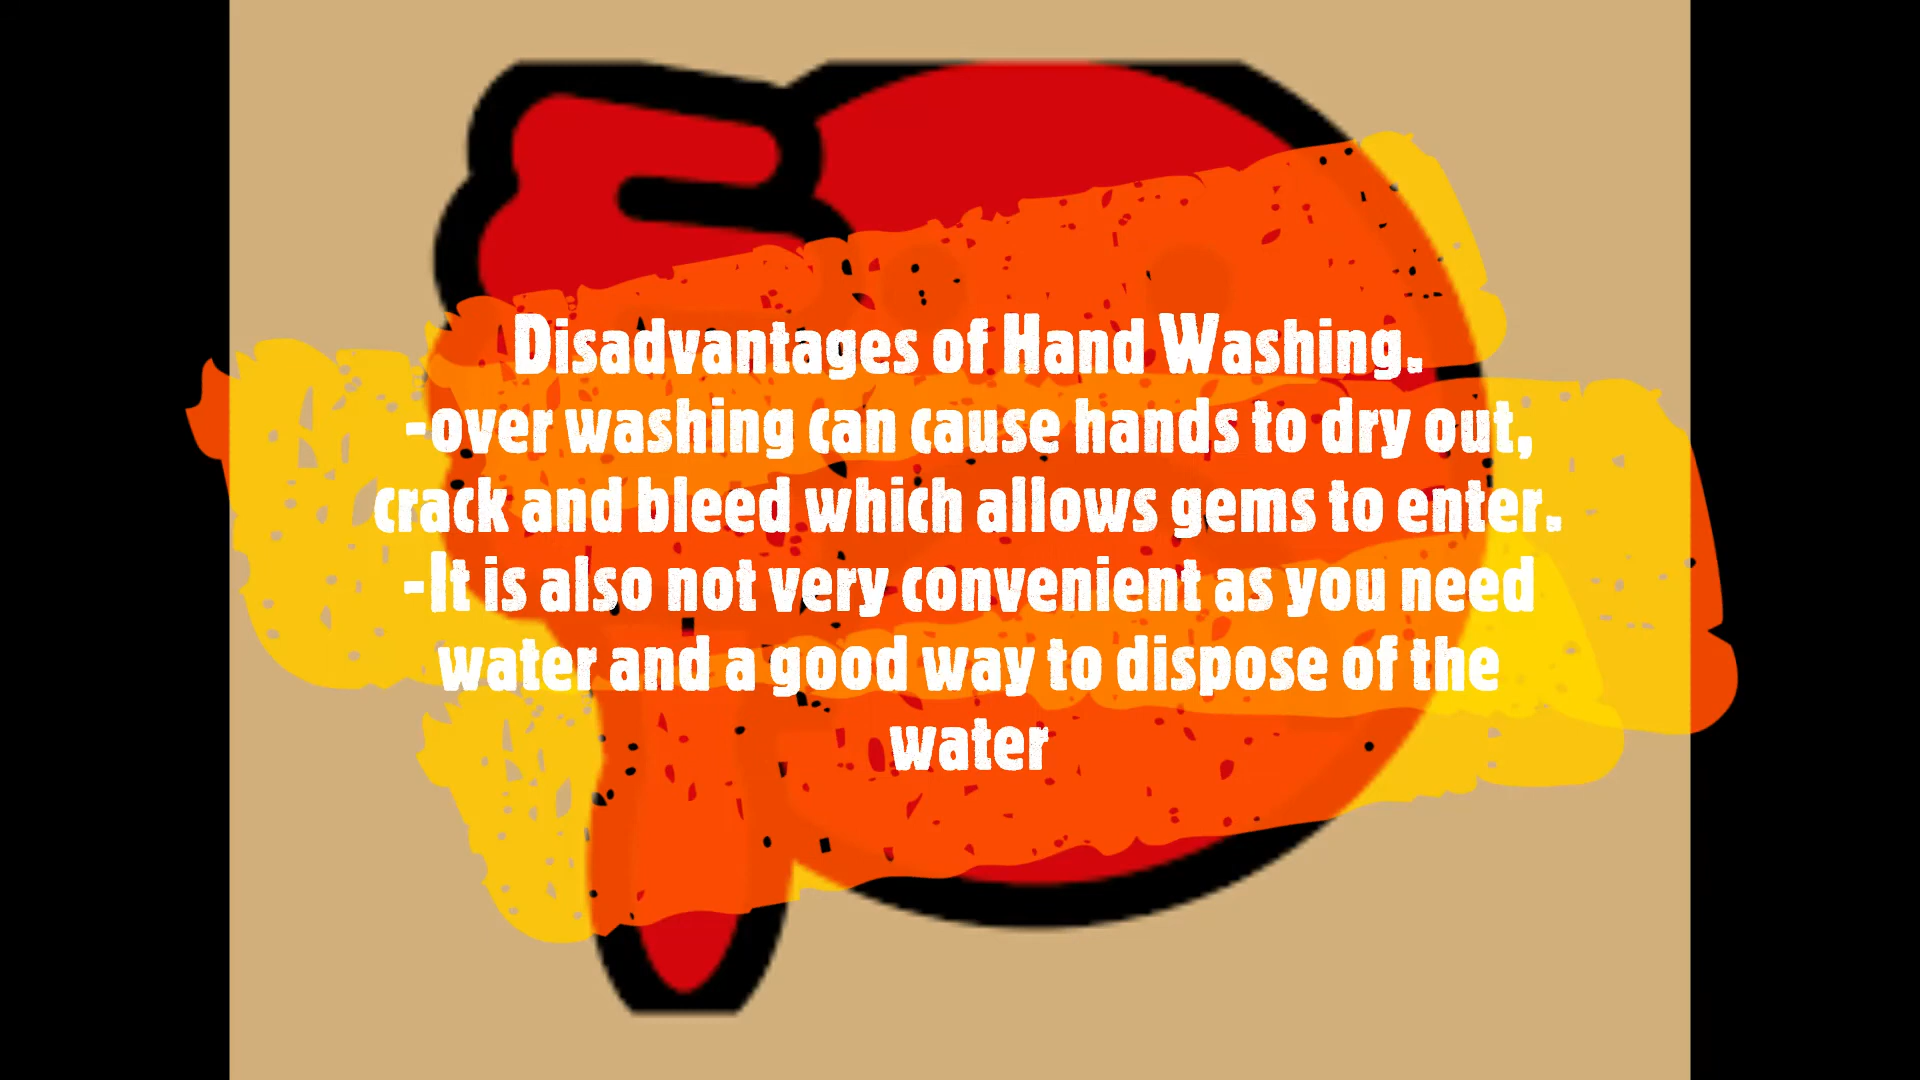 Disadvantages of Hand Washing.
-over washing can cause hands to dry out,
crack and bleed which allows gems to enter.
-It is also not very convenient as you need
water and a good way to dispose of the
water